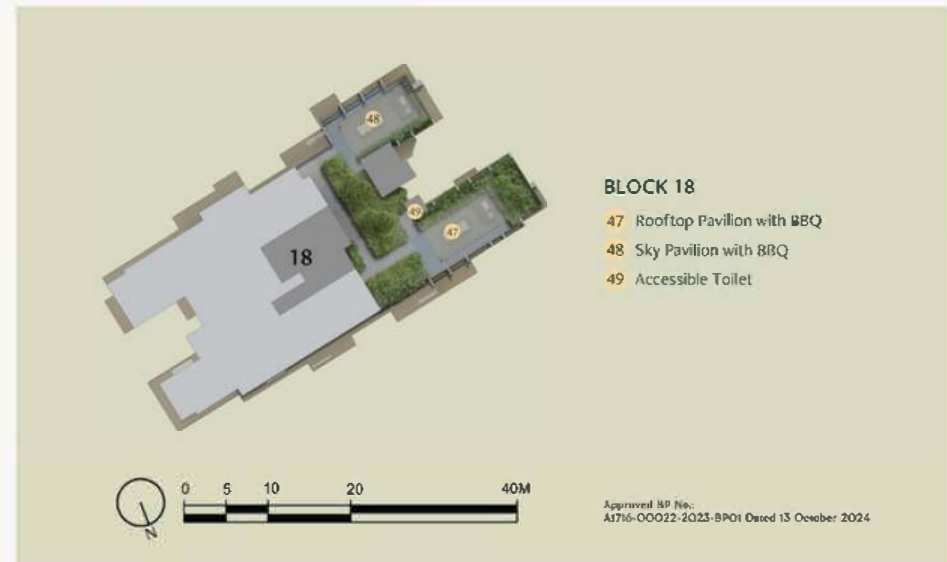 48
49
47
18
BLOCK 18
47 Rooftop Pavilion with BBQ
48 Sky Pavilion with BBQ
49 Accessible Toilet
0 5 10 20 40M
N
Approved BP No.:
A1716-00022-2023-BP01 Dated 13 October 2024